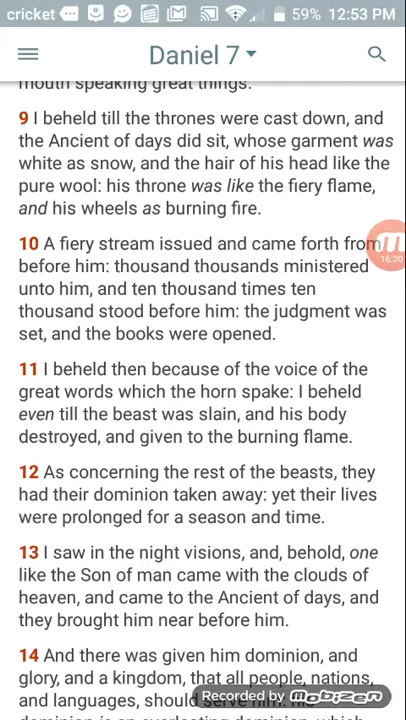 cricket 59% 12:53 PM
Daniel 7
mouth speaking great things.
9 I beheld till the thrones were cast down, and
the Ancient of days did sit, whose garment was
white as snow, and the hair of his head like the
pure wool: his throne was like the fiery flame,
and his wheels as burning fire.
10 A fiery stream issued and came forth from
before him: thousand thousands ministered
unto him, and ten thousand times ten
thousand stood before him: the judgment was
set, and the books were opened.
11 I beheld then because of the voice of the
great words which the horn spake: I beheld
even till the beast was slain, and his body
destroyed, and given to the burning flame.
12 As concerning the rest of the beasts, they
had their dominion taken away: yet their lives
were prolonged for a season and time.
13 I saw in the night visions, and, behold, one
like the Son of man came with the clouds of
heaven, and came to the Ancient of days, and
they brought him near before him.
14 And there was given him dominion, and
glory, and a kingdom, that all people, nations,
and languages, should serve him: His
dominion is an everlasting dominion, which
16:20
Recorded by MOBIZEN